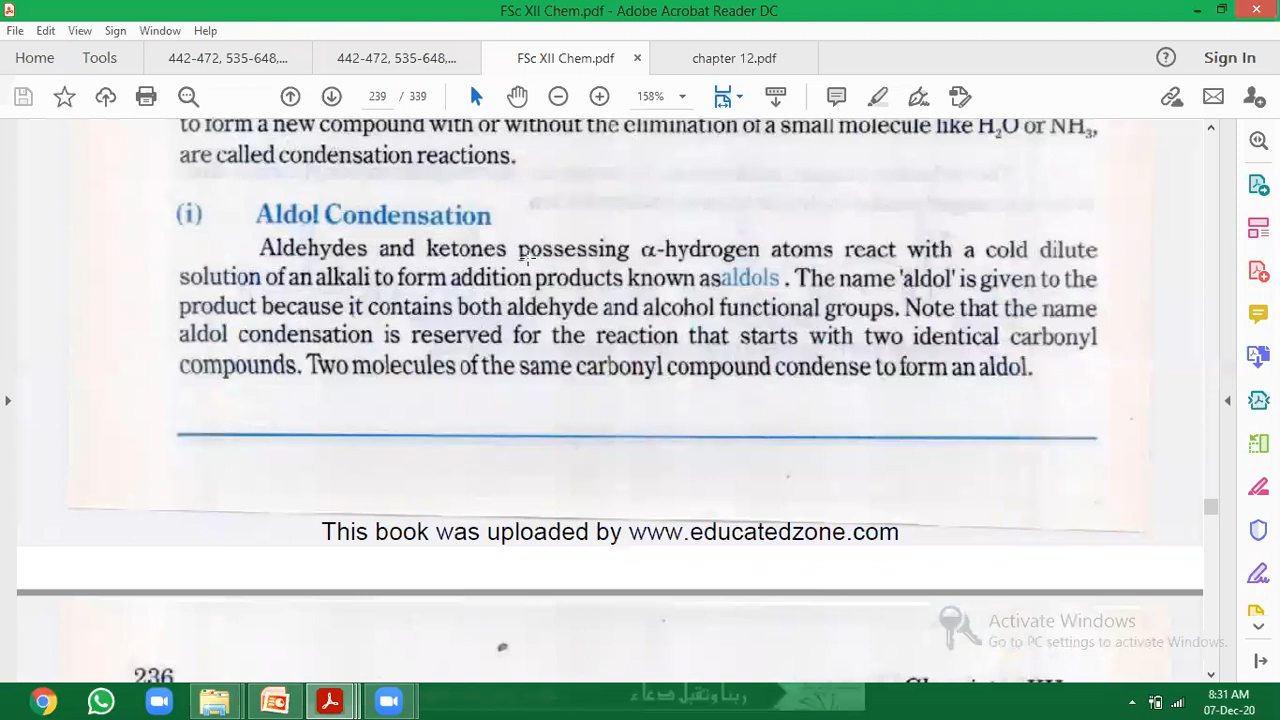 FSc XII Chem.pdf - Adobe Acrobat Reader DC
File Edit View Sign Window Help
Home Tools 442-472, 535-648,... 442-472, 535-648,... FSc XII Chem.pdf × chapter 12.pdf Sign In
239 / 339 158%
to form a new compound with or without the elimination of a small molecule like H₂O or NH₃,
are called condensation reactions.
(i) Aldol Condensation
Aldehydes and ketones possessing α-hydrogen atoms react with a cold dilute
solution of an alkali to form addition products known asaldols . The name 'aldol' is given to the
product because it contains both aldehyde and alcohol functional groups. Note that the name
aldol condensation is reserved for the reaction that starts with two identical carbonyl
compounds. Two molecules of the same carbonyl compound condense to form an aldol.
This book was uploaded by www.educatedzone.com
Activate Windows
Go to PC settings to activate Windows.
236
ربنا وتقبل دعاء
8:31 AM
07-Dec-20